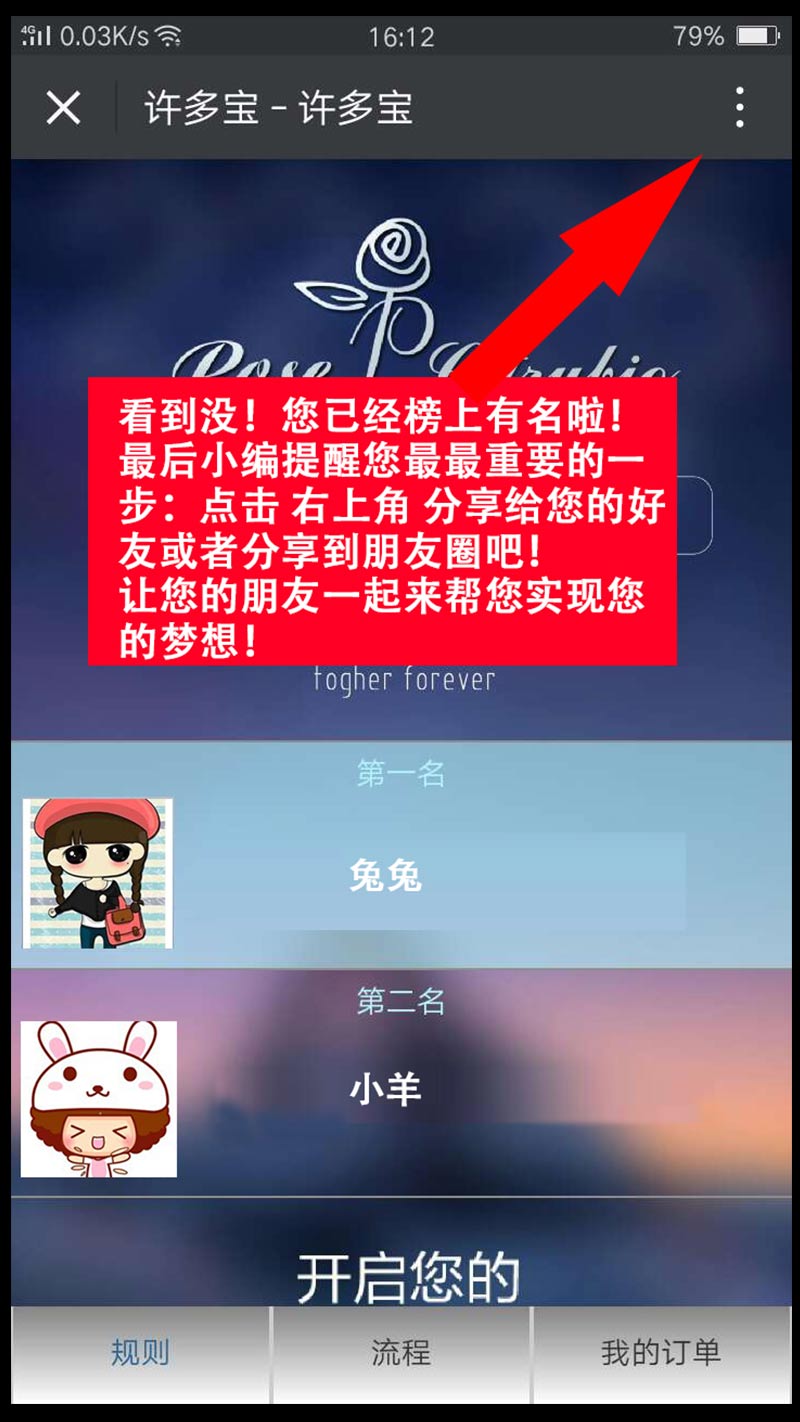 4G 0.03K/s 16:12 79%
许多宝 - 许多宝
Rose
看到没！您已经榜上有名啦！
最后小编提醒您最最重要的一
步：点击 右上角 分享给您的好
友或者分享到朋友圈吧！
让您的朋友一起来帮您实现您
的梦想！
togher forever
第一名
兔兔
第二名
小羊
开启您的
规则 流程 我的订单